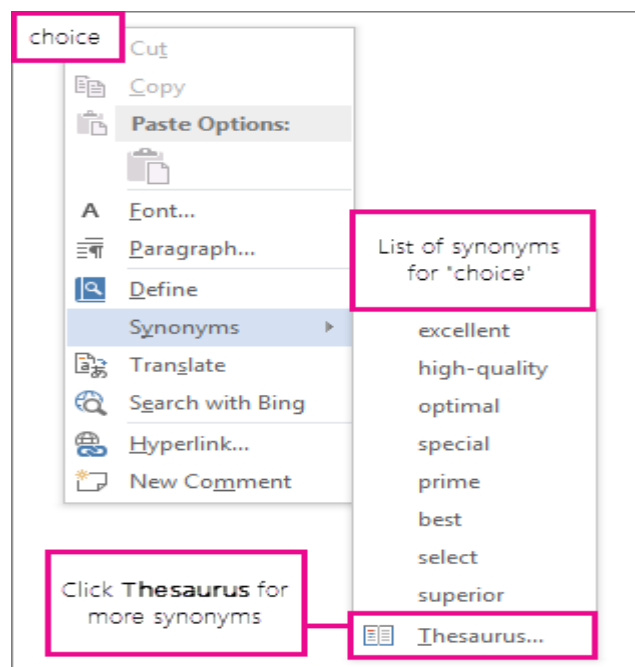 choice
Cut
Copy
Paste Options:
Font...
Paragraph...
Define
Synonyms
Translate
Search with Bing
Hyperlink...
New Comment
List of synonyms
for 'choice'
excellent
high-quality
optimal
special
prime
best
select
superior
Thesaurus...
Click Thesaurus for
more synonyms